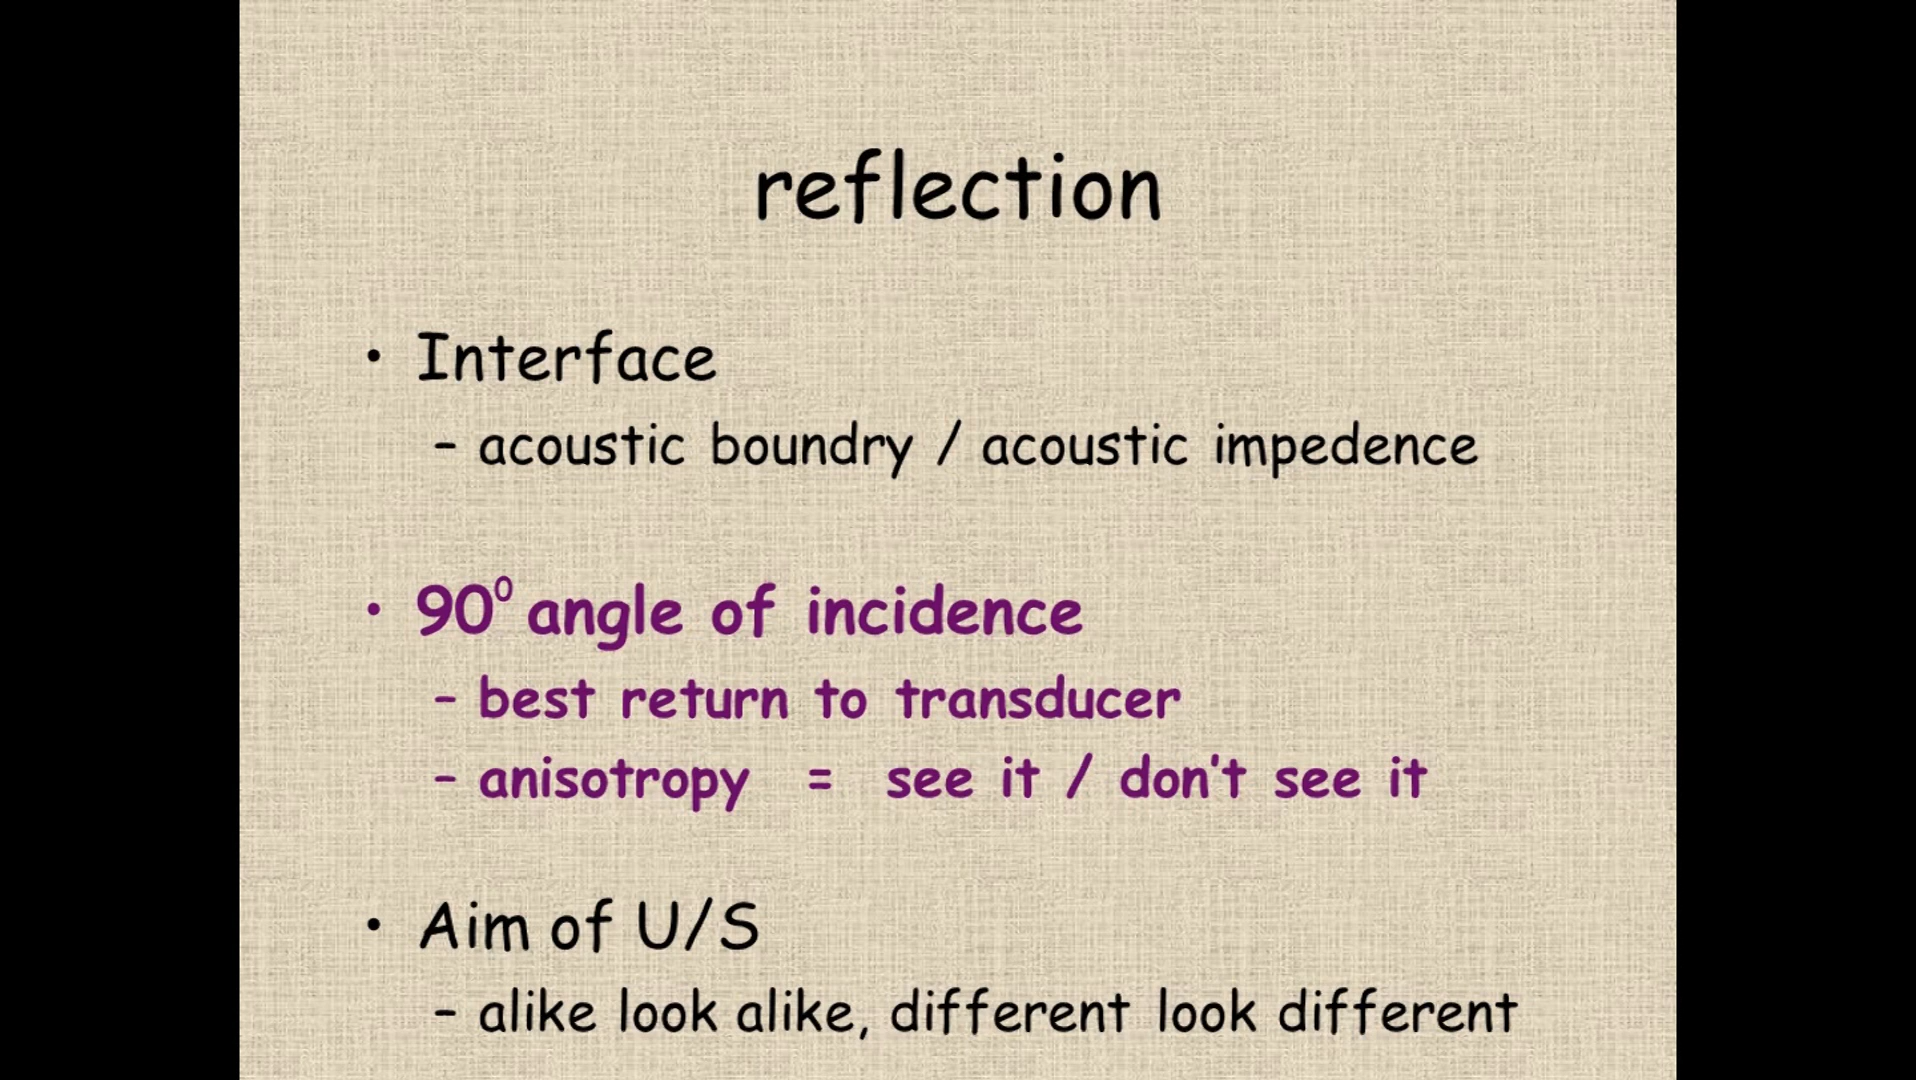 reflection
• Interface
– acoustic boundry / acoustic impedence
• 90⁰ angle of incidence
– best return to transducer
– anisotropy = see it / don't see it
• Aim of U/S
– alike look alike, different look different